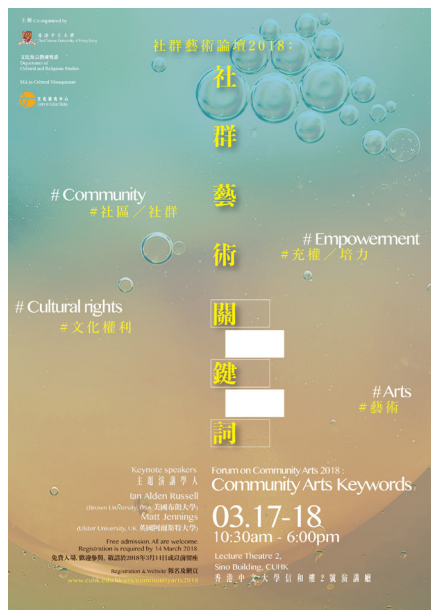 主辦 Co-organized by
香港中文大學
The Chinese University of Hong Kong
文化及宗教研究系
Department of
Cultural and Religious Studies
MA in Cultural Management
社群藝術論壇2018：
社
群
藝
術
關
鍵
詞
# Community
#社區／社群
# Empowerment
#充權／培力
# Cultural rights
#文化權利
# Arts
#藝術
Keynote speakers
主題演講學人
Ian Alden Russell
(Brown University, USA 美國布朗大學)
Matt Jennings
(Ulster University, UK 英國阿爾斯特大學)
Free admission. All are welcome.
Registration is required by 14 March 2018.
免費入場, 歡迎參與, 敬請於2018年3月14日或以前留座
Registration & Website 報名及網頁
Forum on Community Arts 2018 :
Community Arts Keywords
03.17-18
10:30am - 6:00pm
Lecture Theatre 2,
Sino Building, CUHK
香港中文大學信和樓2號演講廳